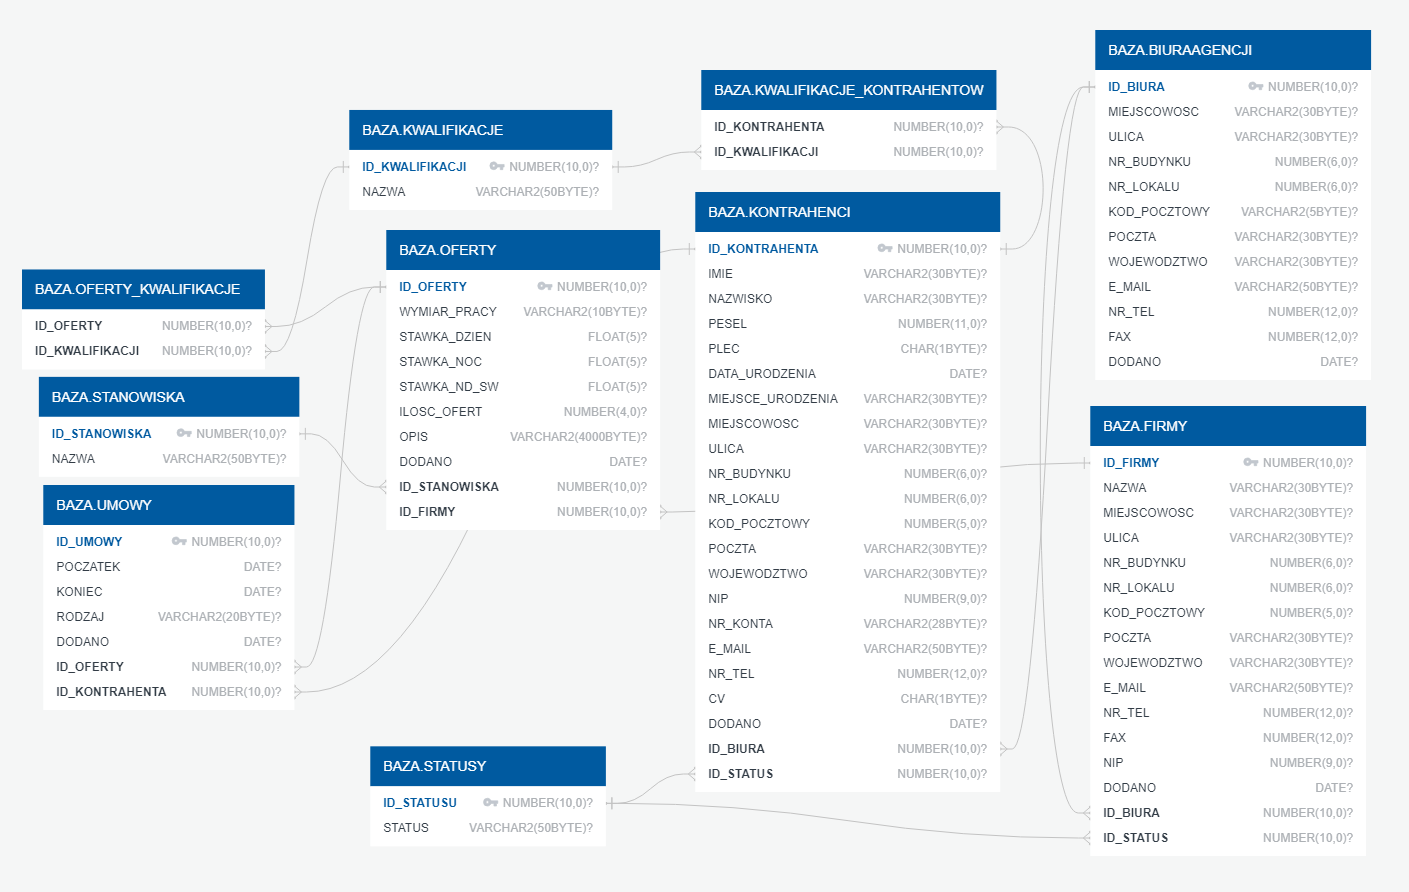 BAZA.OFERTY_KWALIFIKACJE
ID_OFERTY NUMBER(10,0)?
ID_KWALIFIKACJI NUMBER(10,0)?
BAZA.STANOWISKA
ID_STANOWISKA NUMBER(10,0)?
NAZWA VARCHAR2(50BYTE)?
BAZA.UMOWY
ID_UMOWY NUMBER(10,0)?
POCZATEK DATE?
KONIEC DATE?
RODZAJ VARCHAR2(20BYTE)?
DODANO DATE?
ID_OFERTY NUMBER(10,0)?
ID_KONTRAHENTA NUMBER(10,0)?
BAZA.KWALIFIKACJE
ID_KWALIFIKACJI NUMBER(10,0)?
NAZWA VARCHAR2(50BYTE)?
BAZA.OFERTY
ID_OFERTY NUMBER(10,0)?
WYMIAR_PRACY VARCHAR2(10BYTE)?
STAWKA_DZIEN FLOAT(5)?
STAWKA_NOC FLOAT(5)?
STAWKA_ND_SW FLOAT(5)?
ILOSC_OFERT NUMBER(4,0)?
OPIS VARCHAR2(4000BYTE)?
DODANO DATE?
ID_STANOWISKA NUMBER(10,0)?
ID_FIRMY NUMBER(10,0)?
BAZA.STATUSY
ID_STATUSU NUMBER(10,0)?
STATUS VARCHAR2(50BYTE)?
BAZA.KWALIFIKACJE_KONTRAHENTOW
ID_KONTRAHENTA NUMBER(10,0)?
ID_KWALIFIKACJI NUMBER(10,0)?
BAZA.KONTRAHENCI
ID_KONTRAHENTA NUMBER(10,0)?
IMIE VARCHAR2(30BYTE)?
NAZWISKO VARCHAR2(30BYTE)?
PESEL NUMBER(11,0)?
PLEC CHAR(1BYTE)?
DATA_URODZENIA DATE?
MIEJSCE_URODZENIA VARCHAR2(30BYTE)?
MIEJSCOWOSC VARCHAR2(30BYTE)?
ULICA VARCHAR2(30BYTE)?
NR_BUDYNKU NUMBER(6,0)?
NR_LOKALU NUMBER(6,0)?
KOD_POCZTOWY NUMBER(5,0)?
POCZTA VARCHAR2(30BYTE)?
WOJEWODZTWO VARCHAR2(30BYTE)?
NIP NUMBER(9,0)?
NR_KONTA VARCHAR2(28BYTE)?
E_MAIL VARCHAR2(50BYTE)?
NR_TEL NUMBER(12,0)?
CV CHAR(1BYTE)?
DODANO DATE?
ID_BIURA NUMBER(10,0)?
ID_STATUS NUMBER(10,0)?
BAZA.BIURAAGENCJI
ID_BIURA NUMBER(10,0)?
MIEJSCOWOSC VARCHAR2(30BYTE)?
ULICA VARCHAR2(30BYTE)?
NR_BUDYNKU NUMBER(6,0)?
NR_LOKALU NUMBER(6,0)?
KOD_POCZTOWY VARCHAR2(5BYTE)?
POCZTA VARCHAR2(30BYTE)?
WOJEWODZTWO VARCHAR2(30BYTE)?
E_MAIL VARCHAR2(50BYTE)?
NR_TEL NUMBER(12,0)?
FAX NUMBER(12,0)?
DODANO DATE?
BAZA.FIRMY
ID_FIRMY NUMBER(10,0)?
NAZWA VARCHAR2(30BYTE)?
MIEJSCOWOSC VARCHAR2(30BYTE)?
ULICA VARCHAR2(30BYTE)?
NR_BUDYNKU NUMBER(6,0)?
NR_LOKALU NUMBER(6,0)?
KOD_POCZTOWY NUMBER(5,0)?
POCZTA VARCHAR2(30BYTE)?
WOJEWODZTWO VARCHAR2(30BYTE)?
E_MAIL VARCHAR2(50BYTE)?
NR_TEL NUMBER(12,0)?
FAX NUMBER(12,0)?
NIP NUMBER(9,0)?
DODANO DATE?
ID_BIURA NUMBER(10,0)?
ID_STATUS NUMBER(10,0)?